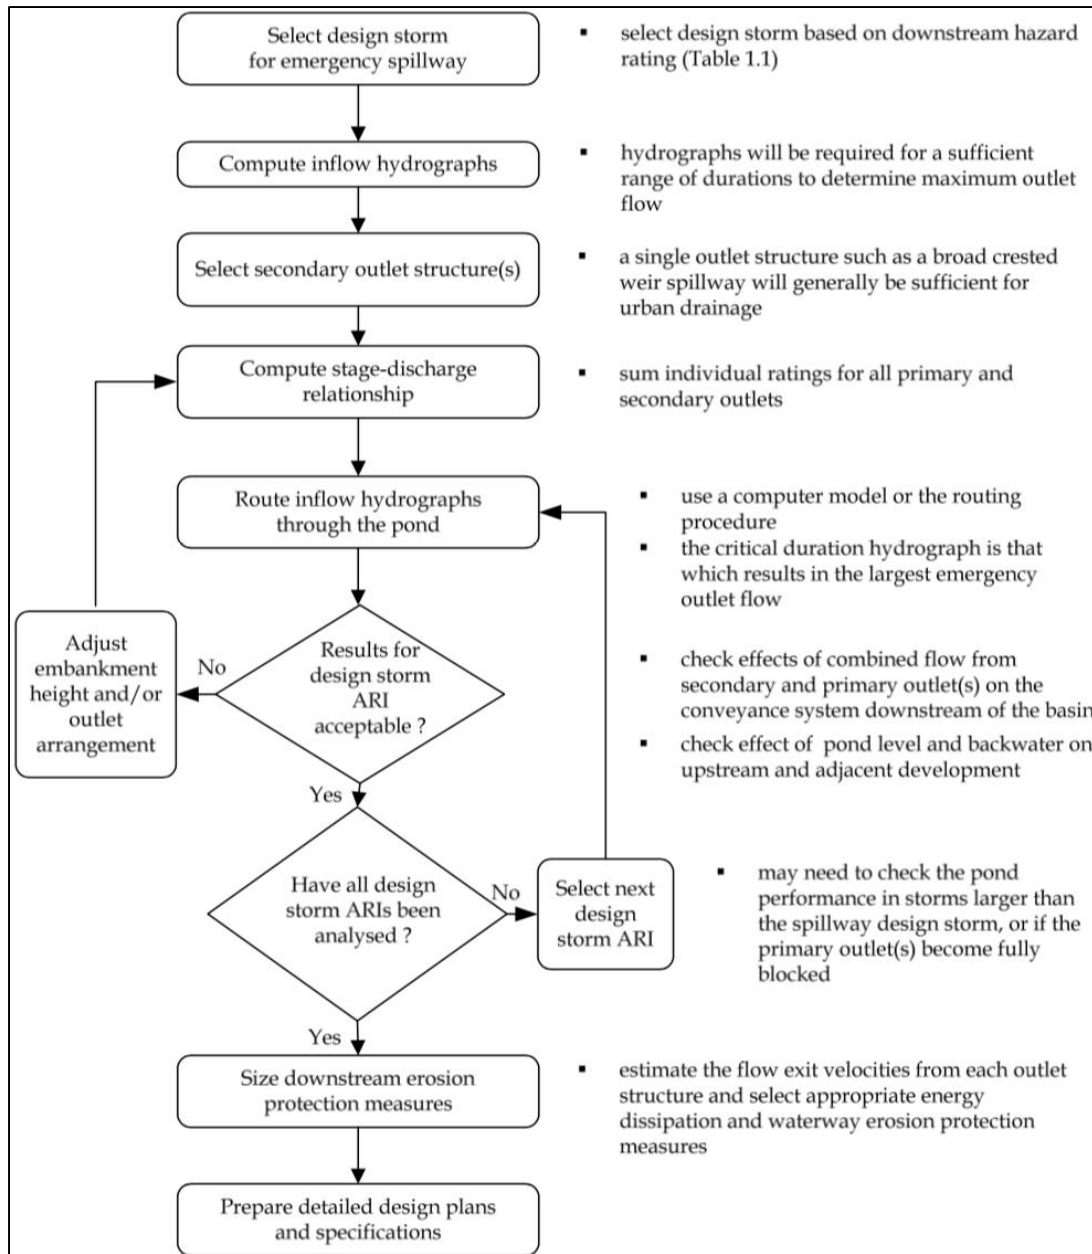 Select design storm
for emergency spillway
▪ select design storm based on downstream hazard
rating (Table 1.1)
Compute inflow hydrographs
▪ hydrographs will be required for a sufficient
range of durations to determine maximum outlet
flow
Select secondary outlet structure(s)
▪ a single outlet structure such as a broad crested
weir spillway will generally be sufficient for
urban drainage
Compute stage-discharge
relationship
▪ sum individual ratings for all primary and
secondary outlets
Route inflow hydrographs
through the pond
▪ use a computer model or the routing
procedure
▪ the critical duration hydrograph is that
which results in the largest emergency
outlet flow
Adjust
embankment
height and/or
outlet
arrangement
No
Results for
design storm
ARI
acceptable ?
▪ check effects of combined flow from
secondary and primary outlet(s) on the
conveyance system downstream of the basin
▪ check effect of pond level and backwater on
upstream and adjacent development
Yes
Have all design
storm ARIs been
analysed ?
No
Select next
design
storm ARI
▪ may need to check the pond
performance in storms larger than
the spillway design storm, or if the
primary outlet(s) become fully
blocked
Yes
Size downstream erosion
protection measures
▪ estimate the flow exit velocities from each outlet
structure and select appropriate energy
dissipation and waterway erosion protection
measures
Prepare detailed design plans
and specifications